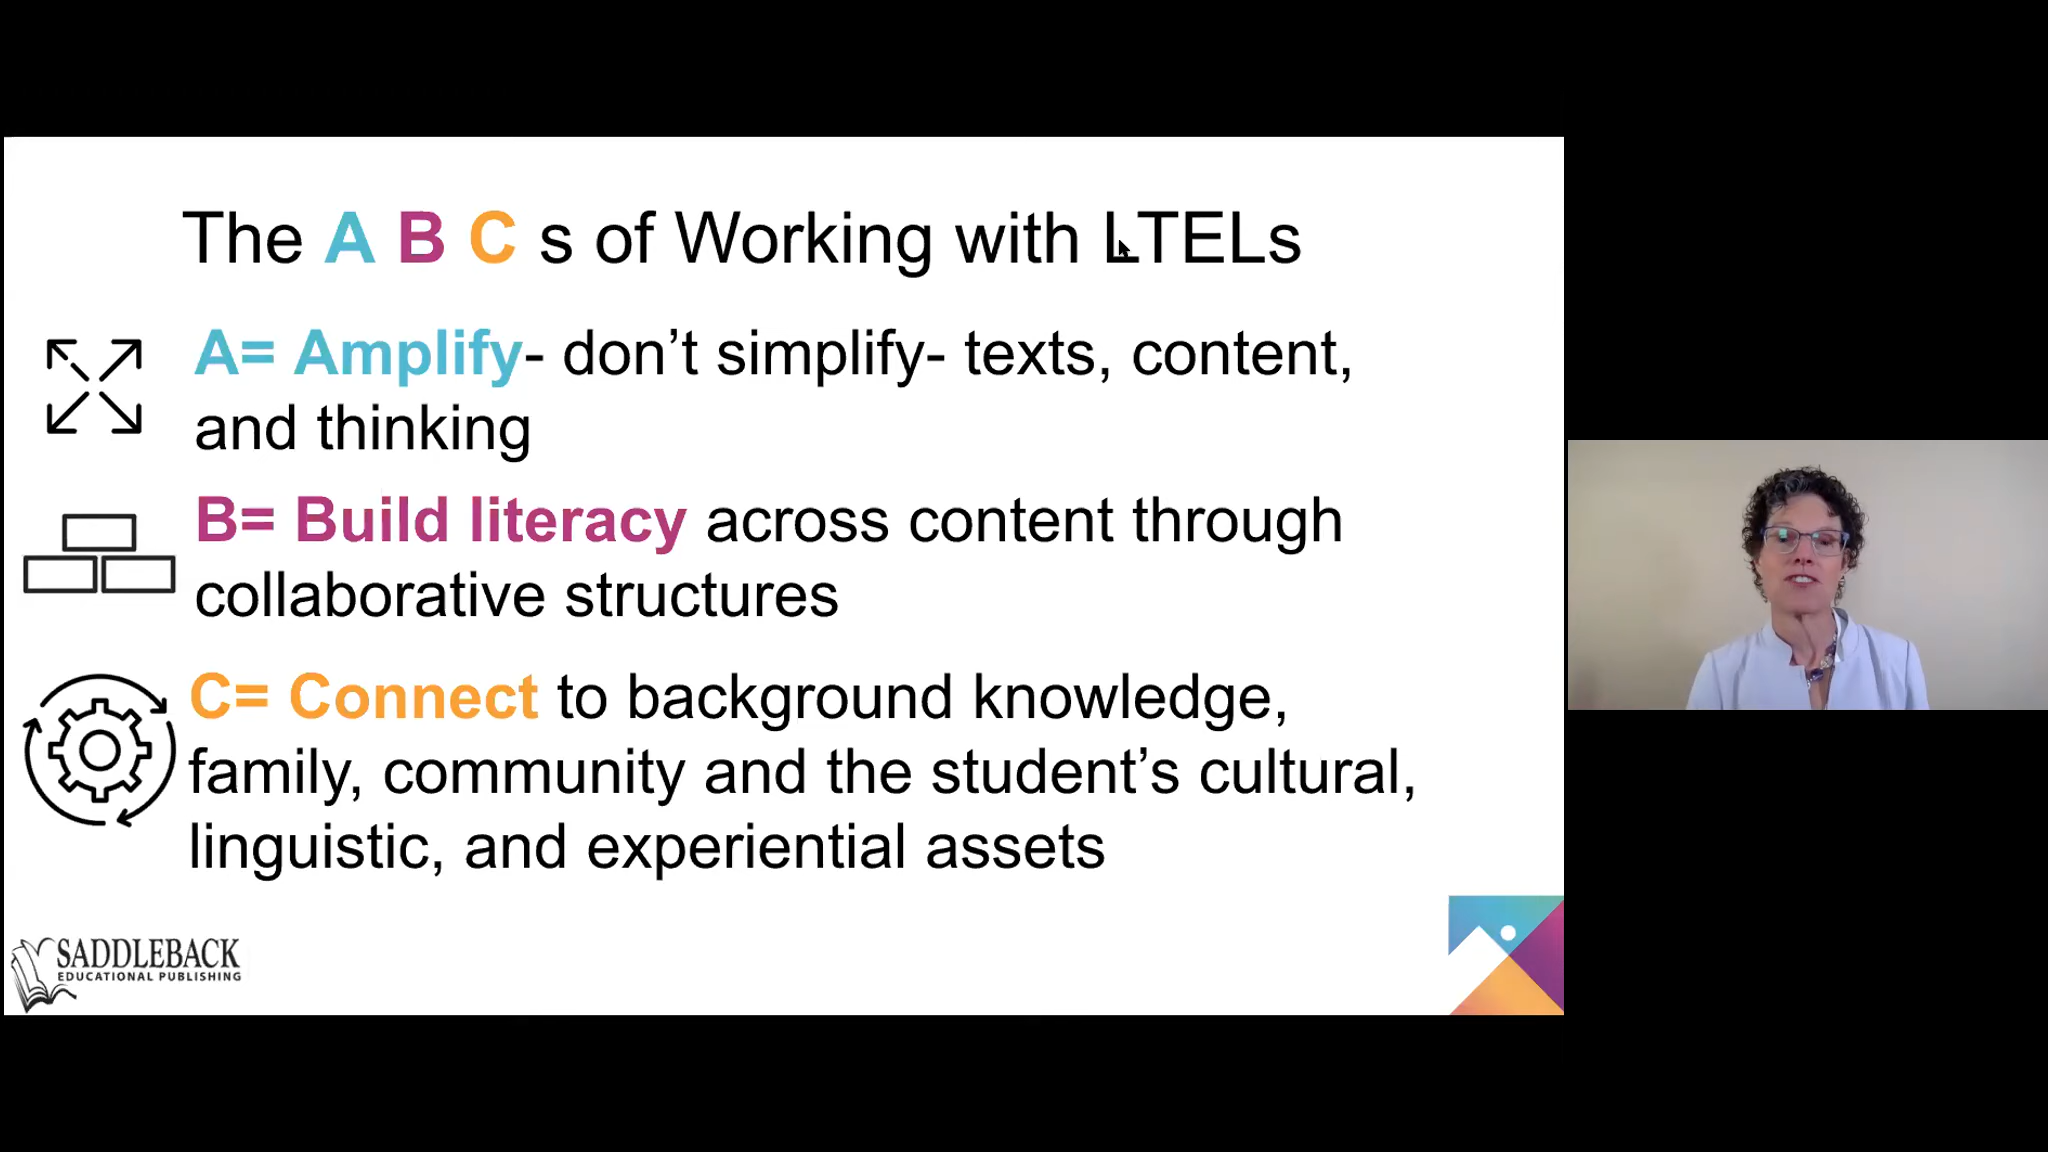 The A B C s of Working with LTELs
A= Amplify- don’t simplify- texts, content,
and thinking
B= Build literacy across content through
collaborative structures
C= Connect to background knowledge,
family, community and the student’s cultural,
linguistic, and experiential assets
SADDLEBACK
EDUCATIONAL PUBLISHING